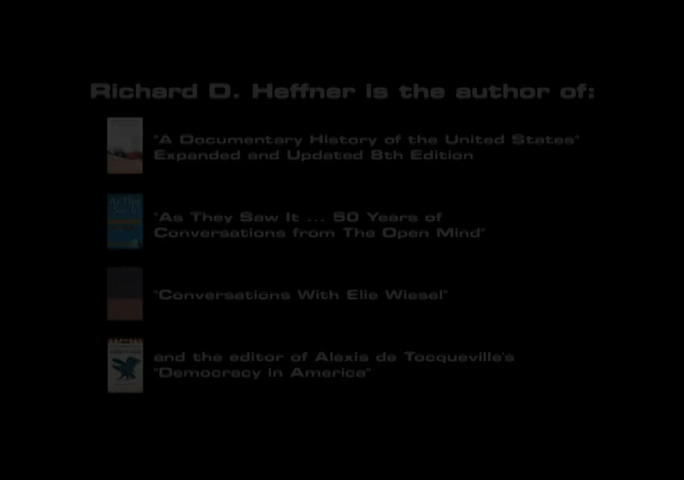 Richard D. Heffner is the author of:
"A Documentary History of the United States"
Expanded and Updated 8th Edition
"As They Saw It ... 50 Years of
Conversations from The Open Mind"
"Conversations With Elie Wiesel"
and the editor of Alexis de Tocqueville's
"Democracy in America"